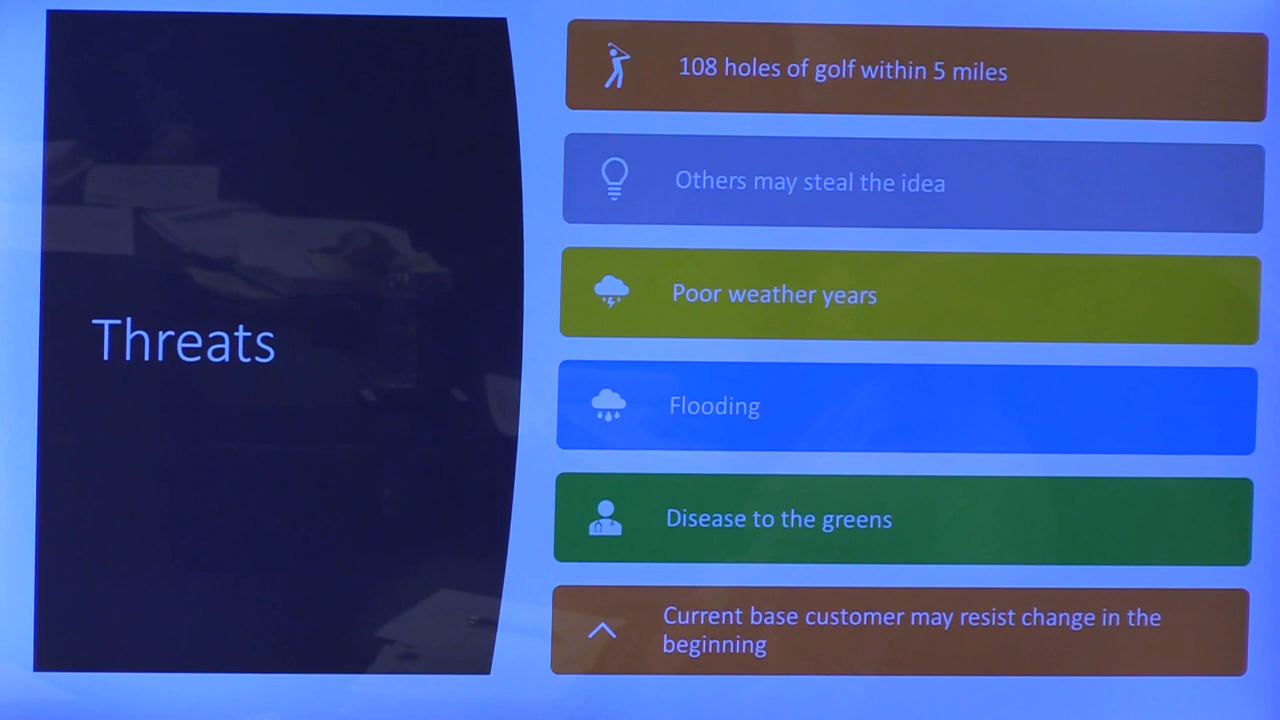 Threats
108 holes of golf within 5 miles
Others may steal the idea
Poor weather years
Flooding
Disease to the greens
Current base customer may resist change in the
beginning